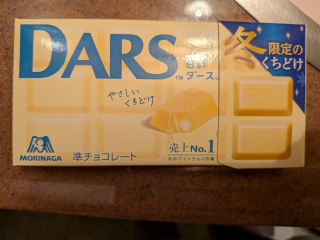 DARS
白い
TM ダース TM
冬
限定の
くちどけ
やさしい
くちどけ
MORINAGA
準チョコレート
売上No.1